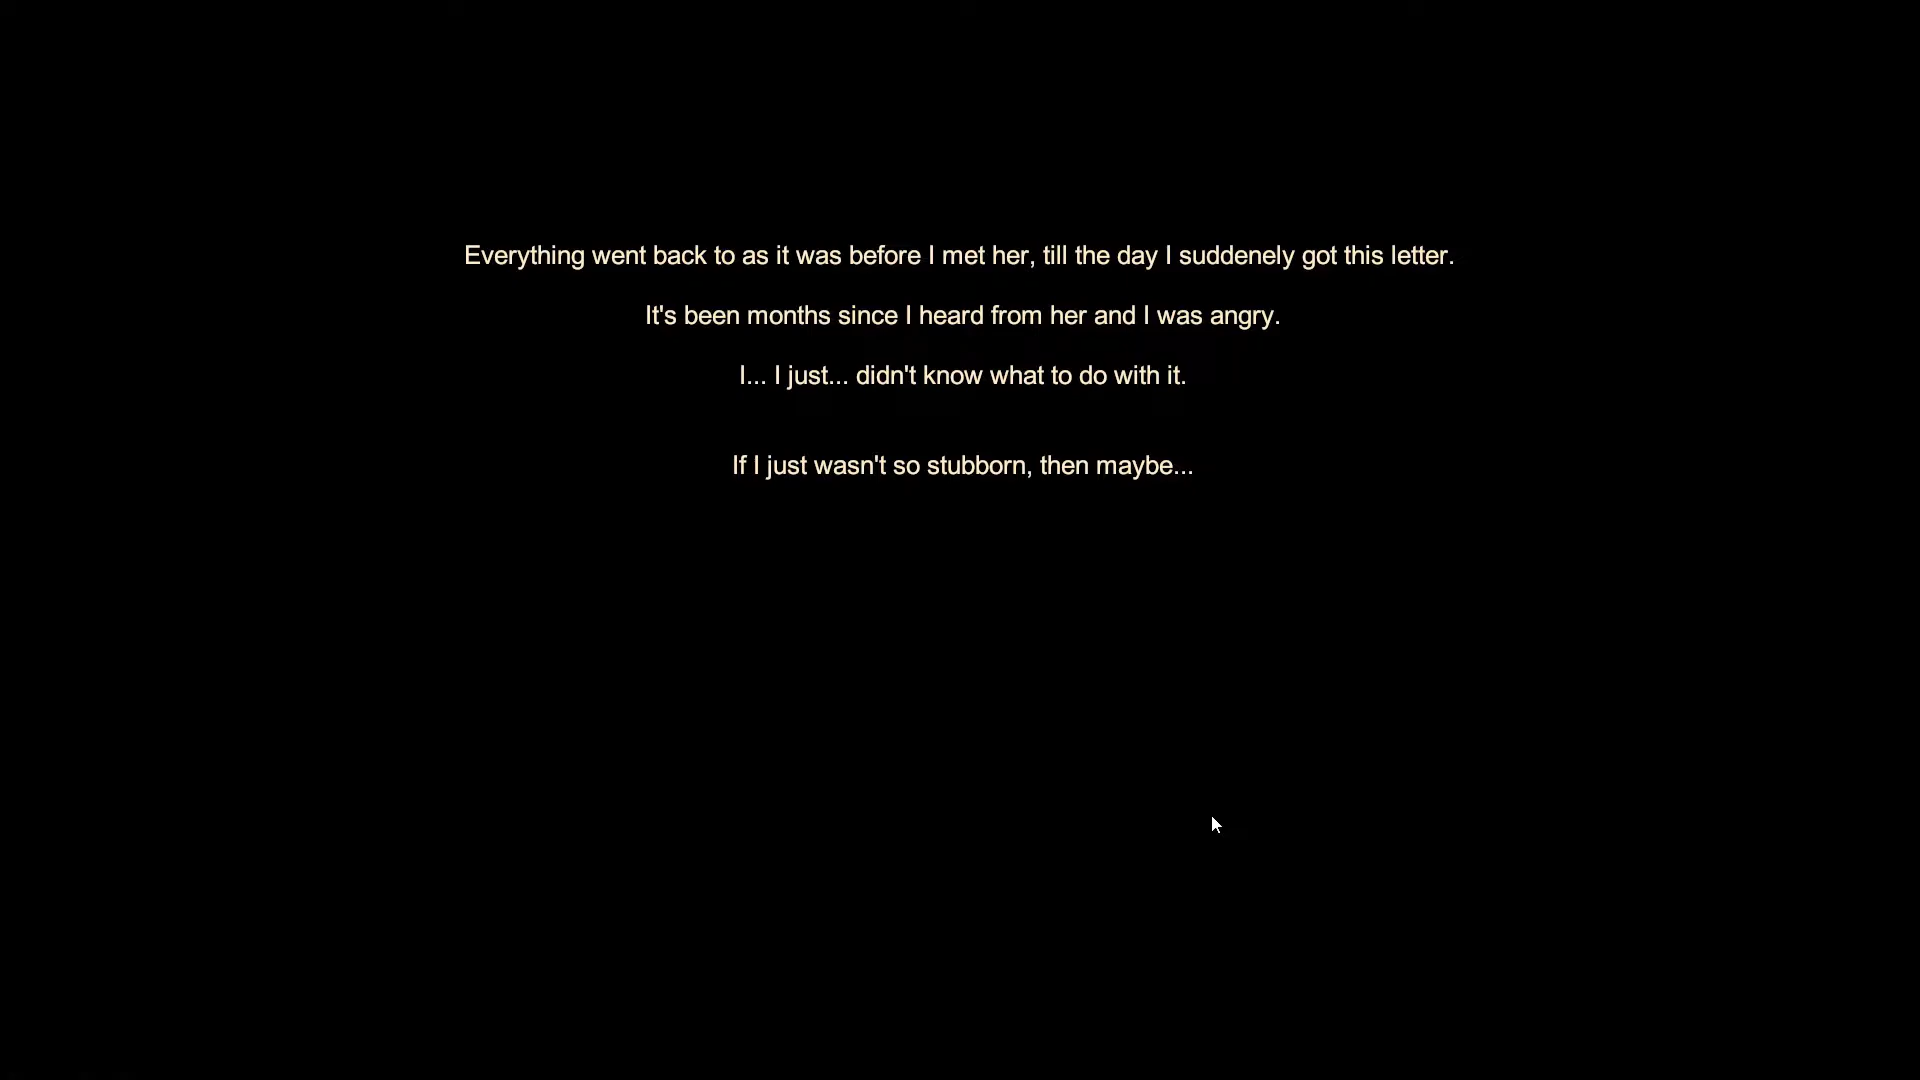 Everything went back to as it was before I met her, till the day I suddenely got this letter.
It's been months since I heard from her and I was angry.
I... I just... didn't know what to do with it.
If I just wasn't so stubborn, then maybe...